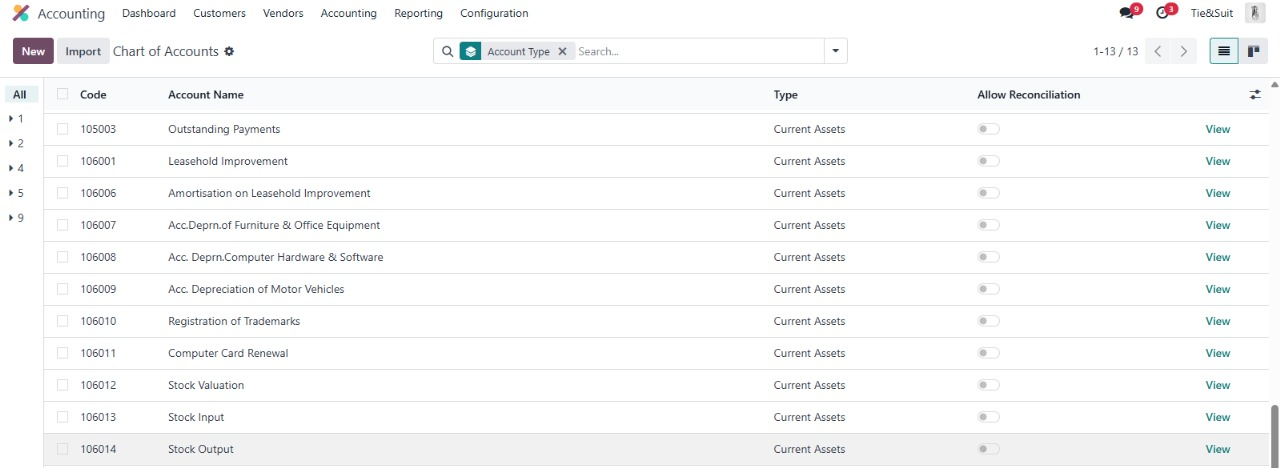 Accounting Dashboard Customers Vendors Accounting Reporting Configuration 9 3 Tie&Suit
New Import Chart of Accounts Account Type Search... 1-13 / 13
All Code Account Name Type Allow Reconciliation
1
2
4
5
9
105003 Outstanding Payments Current Assets View
106001 Leasehold Improvement Current Assets View
106006 Amortisation on Leasehold Improvement Current Assets View
106007 Acc.Deprn.of Furniture & Office Equipment Current Assets View
106008 Acc. Deprn.Computer Hardware & Software Current Assets View
106009 Acc. Depreciation of Motor Vehicles Current Assets View
106010 Registration of Trademarks Current Assets View
106011 Computer Card Renewal Current Assets View
106012 Stock Valuation Current Assets View
106013 Stock Input Current Assets View
106014 Stock Output Current Assets View